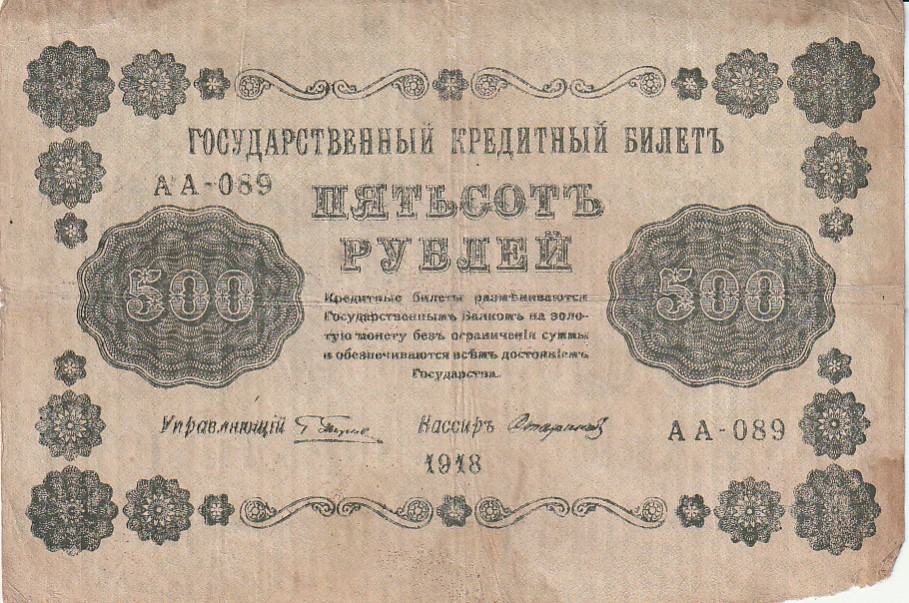 ГОСУДАРСТВЕННЫЙ КРЕДИТНЫЙ БИЛЕТЪ
АА-089
ПЯТЬСОТЪ
РУБЛЕЙ
500
500
Кредитные билеты размѣниваются
Государственнымъ Банкомъ на золо-
тую монету безъ ограниченія суммы
и обезпечиваются всѣмъ достояніемъ
Государства.
Управляющій
Кассиръ
АА-089
1918